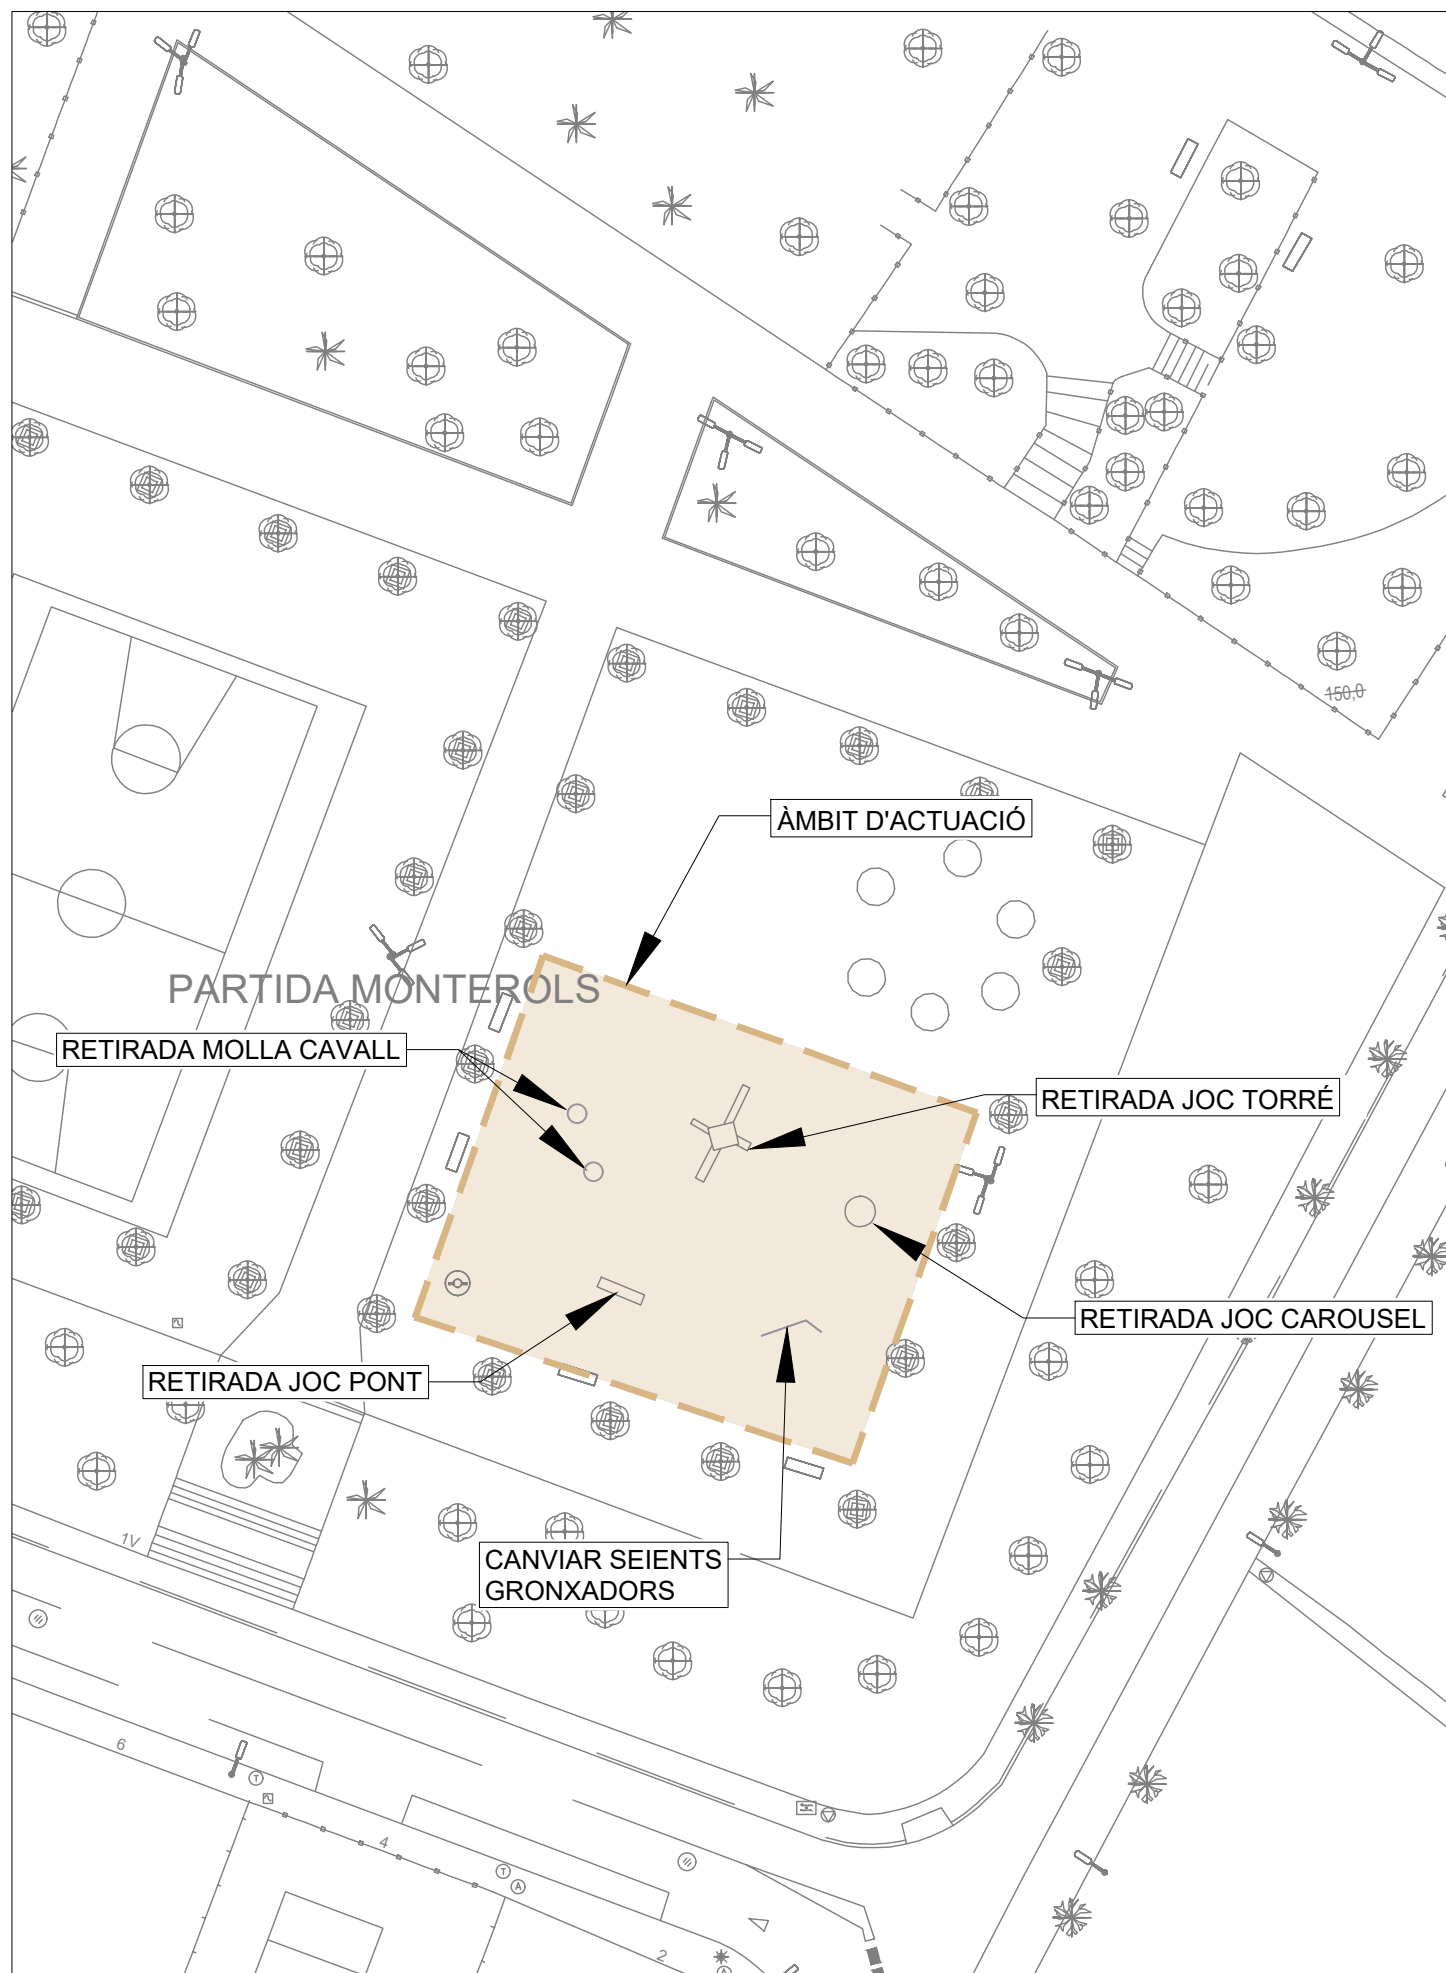 150,0
ÀMBIT D'ACTUACIÓ
PARTIDA MONTEROLS
RETIRADA MOLLA CAVALL
RETIRADA JOC TORRÉ
RETIRADA JOC CAROUSEL
RETIRADA JOC PONT
1V
CANVIAR SEIENTS
GRONXADORS
6
T
4
T
A
2
A